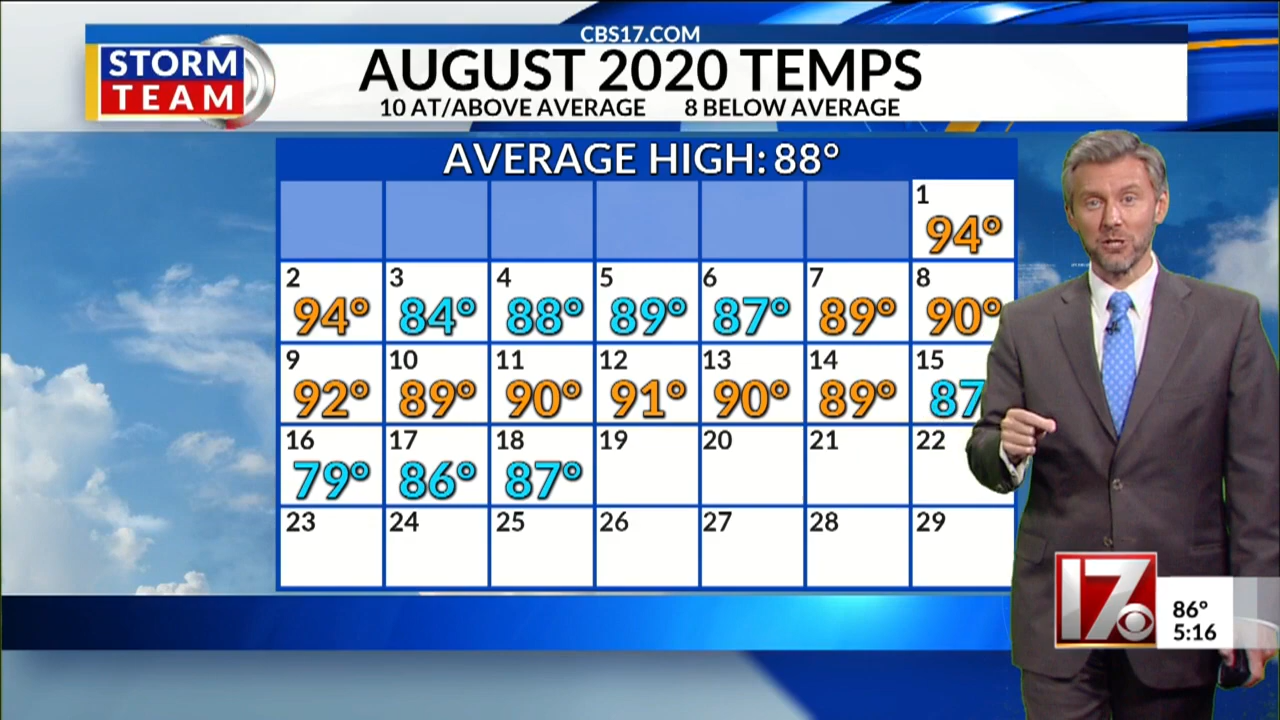 CBS17.COM
STORM
TEAM
AUGUST 2020 TEMPS
10 AT/ABOVE AVERAGE 8 BELOW AVERAGE
AVERAGE HIGH: 88°
1
94°
2 3 4 5 6 7 8
94° 84° 88° 89° 87° 89° 90°
9 10 11 12 13 14 15
92° 89° 90° 91° 90° 89° 87
16 17 18 19 20 21 22
79° 86° 87°
23 24 25 26 27 28 29
17
86°
5:16